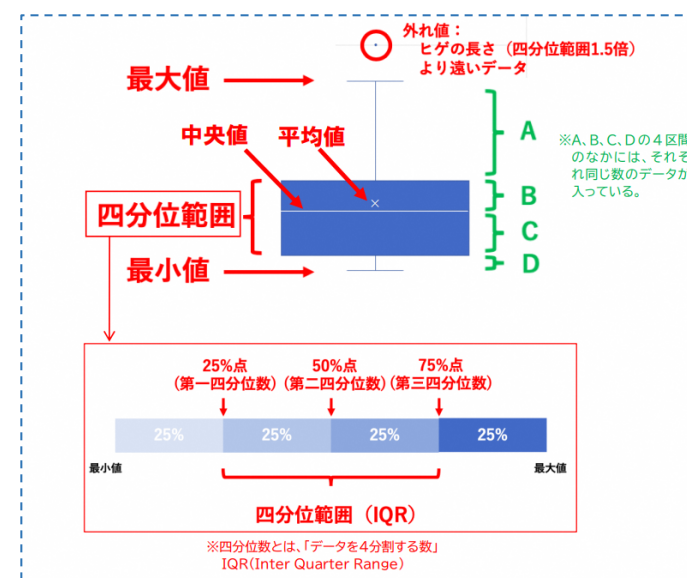 外れ値：
ヒゲの長さ（四分位範囲1.5倍）
より遠いデータ
最大値
中央値
平均値
A
※A、B、C、Dの４区間
のなかには、それぞ
れ同じ数のデータが
入っている。
B
四分位範囲
C
最小値
D
25%点
(第一四分位数)
50%点
(第二四分位数)
75%点
(第三四分位数)
25%
25%
25%
25%
最小値
最大値
四分位範囲（IQR）
※四分位数とは、「データを４分割する数」
IQR(Inter Quarter Range)